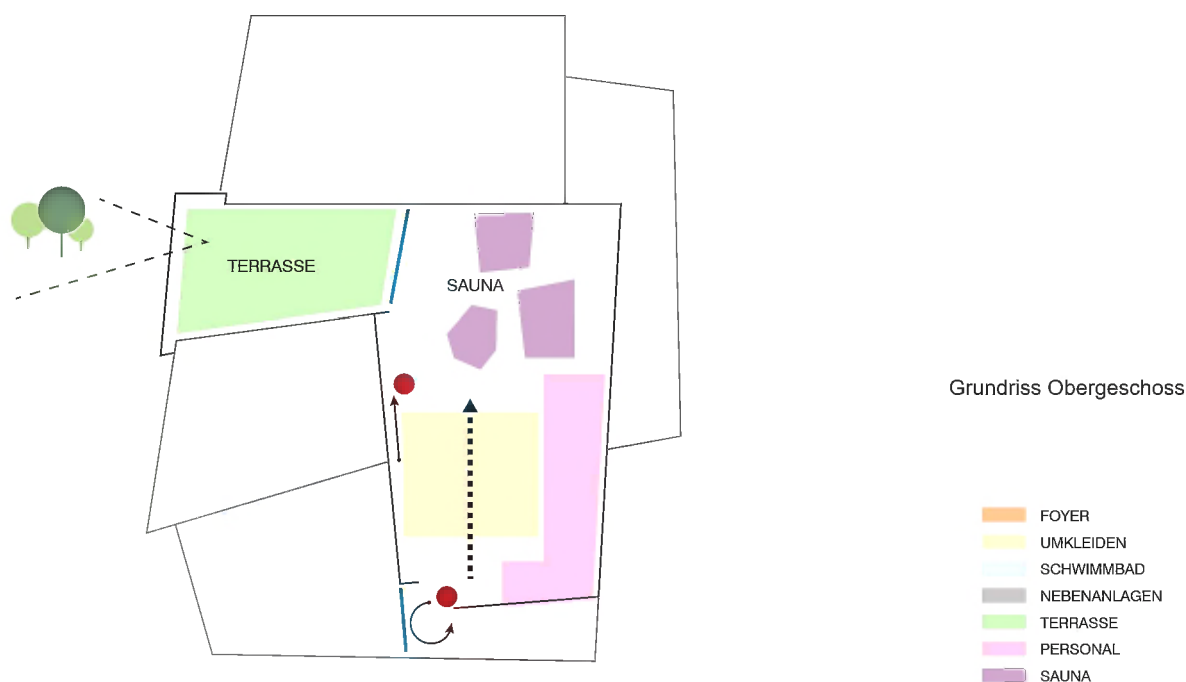 TERRASSE
SAUNA
Grundriss Obergeschoss
FOYER
UMKLEIDEN
SCHWIMMBAD
NEBENANLAGEN
TERRASSE
PERSONAL
SAUNA